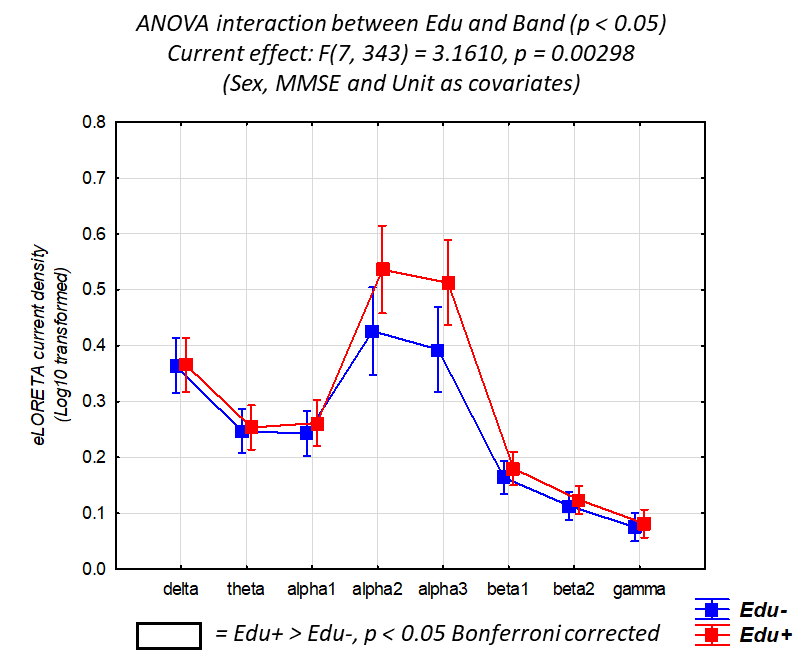 ANOVA interaction between Edu and Band (p < 0.05)
Current effect: F(7, 343) = 3.1610, p = 0.00298
(Sex, MMSE and Unit as covariates)
eLORETA current density
(Log10 transformed)
0.8
0.7
0.6
0.5
0.4
0.3
0.2
0.1
0.0
delta theta alpha1 alpha2 alpha3 beta1 beta2 gamma
Edu-
Edu+
= Edu+ > Edu-, p < 0.05 Bonferroni corrected